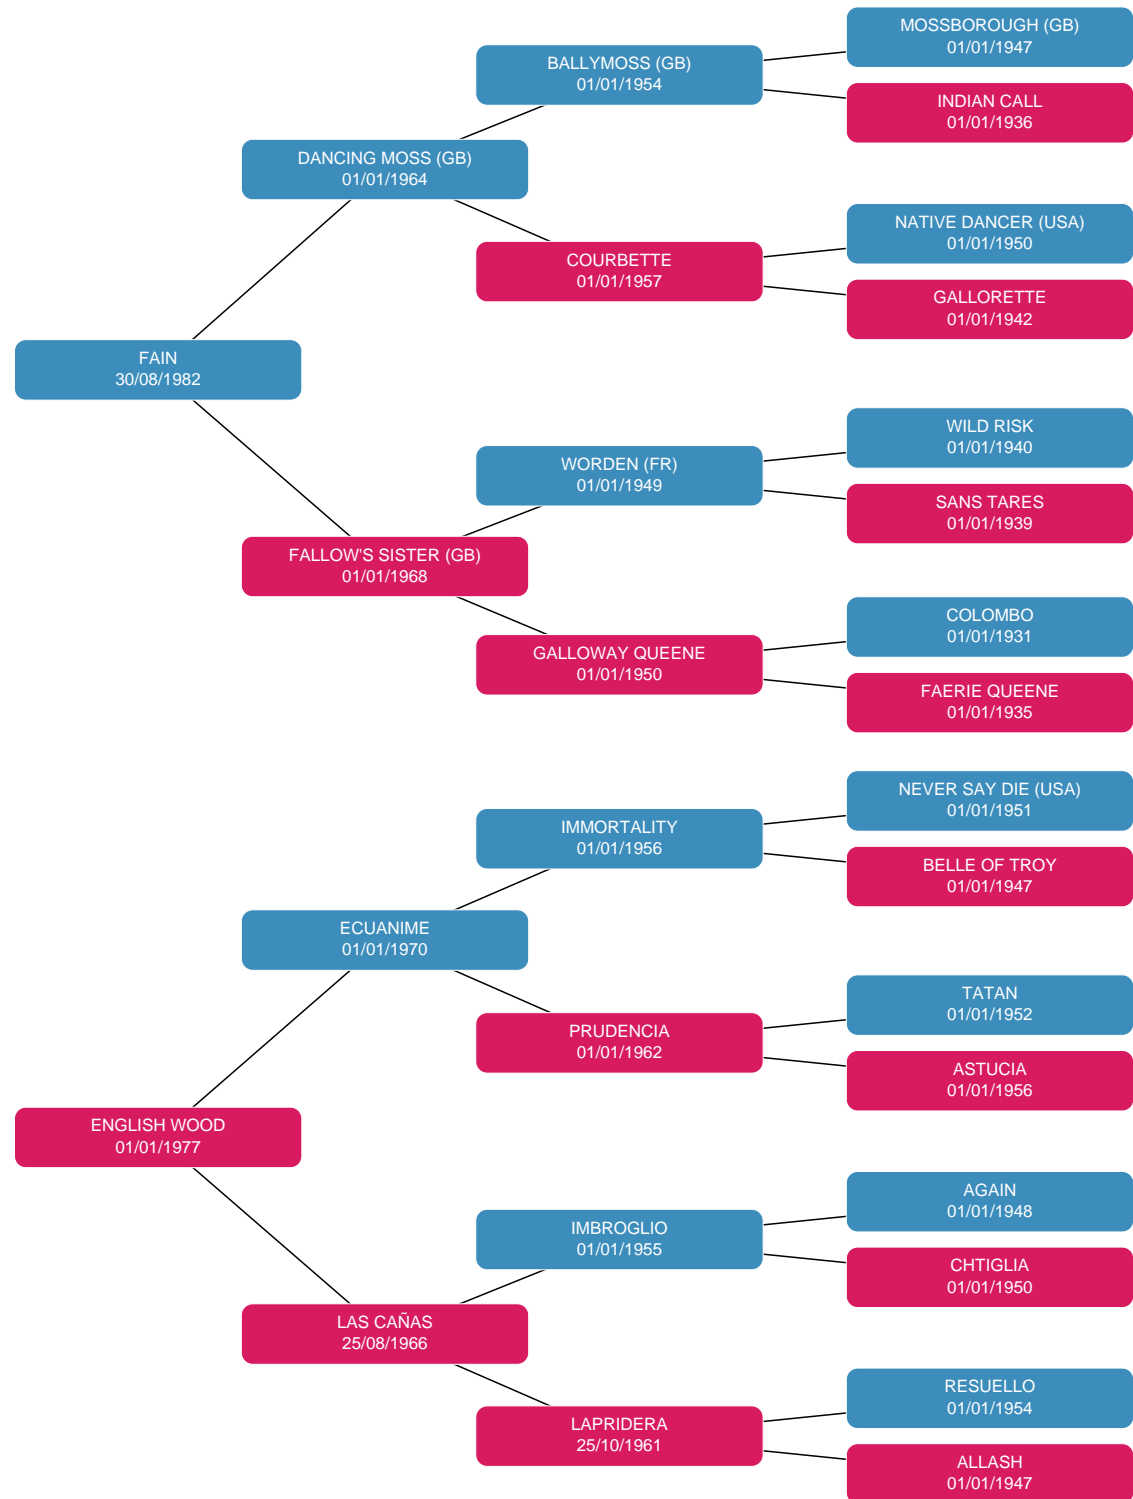 MOSSBOROUGH (GB)
01/01/1947
BALLYMOSS (GB)
01/01/1954
INDIAN CALL
01/01/1936
DANCING MOSS (GB)
01/01/1964
NATIVE DANCER (USA)
01/01/1950
COURBETTE
01/01/1957
GALLORETTE
01/01/1942
FAIN
30/08/1982
WILD RISK
01/01/1940
WORDEN (FR)
01/01/1949
SANS TARES
01/01/1939
FALLOW'S SISTER (GB)
01/01/1968
COLOMBO
01/01/1931
GALLOWAY QUEENE
01/01/1950
FAERIE QUEENE
01/01/1935
NEVER SAY DIE (USA)
01/01/1951
IMMORTALITY
01/01/1956
BELLE OF TROY
01/01/1947
ECUANIME
01/01/1970
TATAN
01/01/1952
PRUDENCIA
01/01/1962
ASTUCIA
01/01/1956
ENGLISH WOOD
01/01/1977
AGAIN
01/01/1948
IMBROGLIO
01/01/1955
CHTIGLIA
01/01/1950
LAS CAÑAS
25/08/1966
RESUELLO
01/01/1954
LAPRIDERA
25/10/1961
ALLASH
01/01/1947